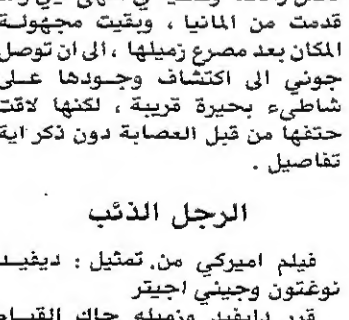 قدمت من المانيا ، وبقيت مجهولة
المكان بعد مصرع زميلها ، الى ان توصل
جوني الى اكتشاف وجودها على
شاطىء بحيرة قريبة ، لكنها لاقت
حتفها من قبل العصابة دون ذكر اية
تفاصيل .
الرجل الذئب
فيلم اميركي من تمثيل : ديفيد
نوغتون وجيني اجيتر
قرر دايفيد وزميله جاك القيام